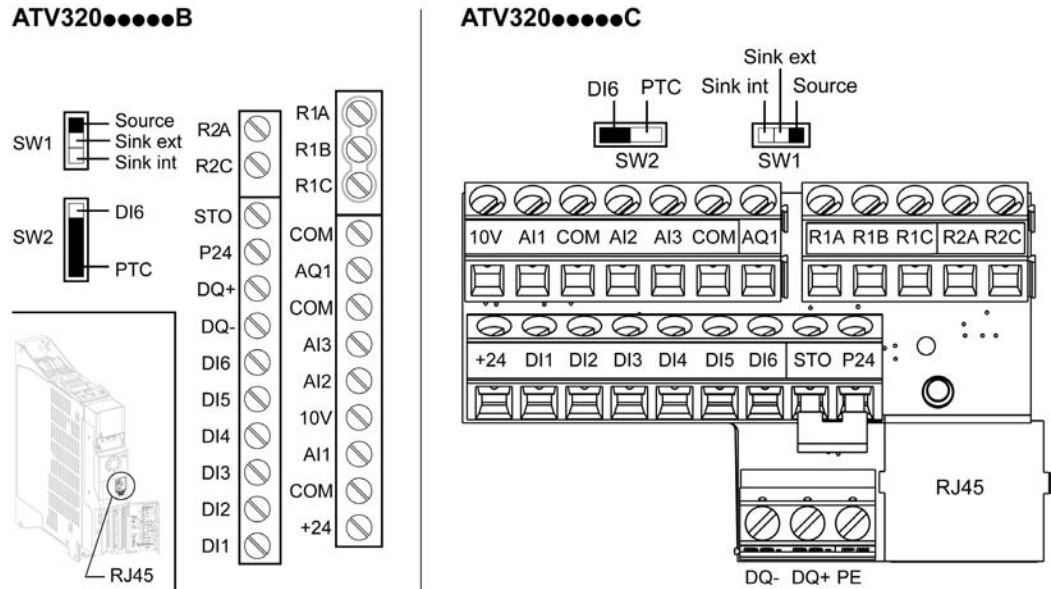 ATV320●●●●●B
SW1
Source
Sink ext
Sink int
SW2
DI6
PTC
RJ45
R2A
R2C
STO
P24
DQ+
DQ-
DI6
DI5
DI4
DI3
DI2
DI1
R1A
R1B
R1C
COM
AQ1
COM
AI3
AI2
10V
AI1
COM
+24
ATV320●●●●●C
Sink ext
DI6 PTC Sink int Source
SW2 SW1
10V AI1 COM AI2 AI3 COM AQ1 R1A R1B R1C R2A R2C
+24 DI1 DI2 DI3 DI4 DI5 DI6 STO P24
RJ45
DQ- DQ+ PE